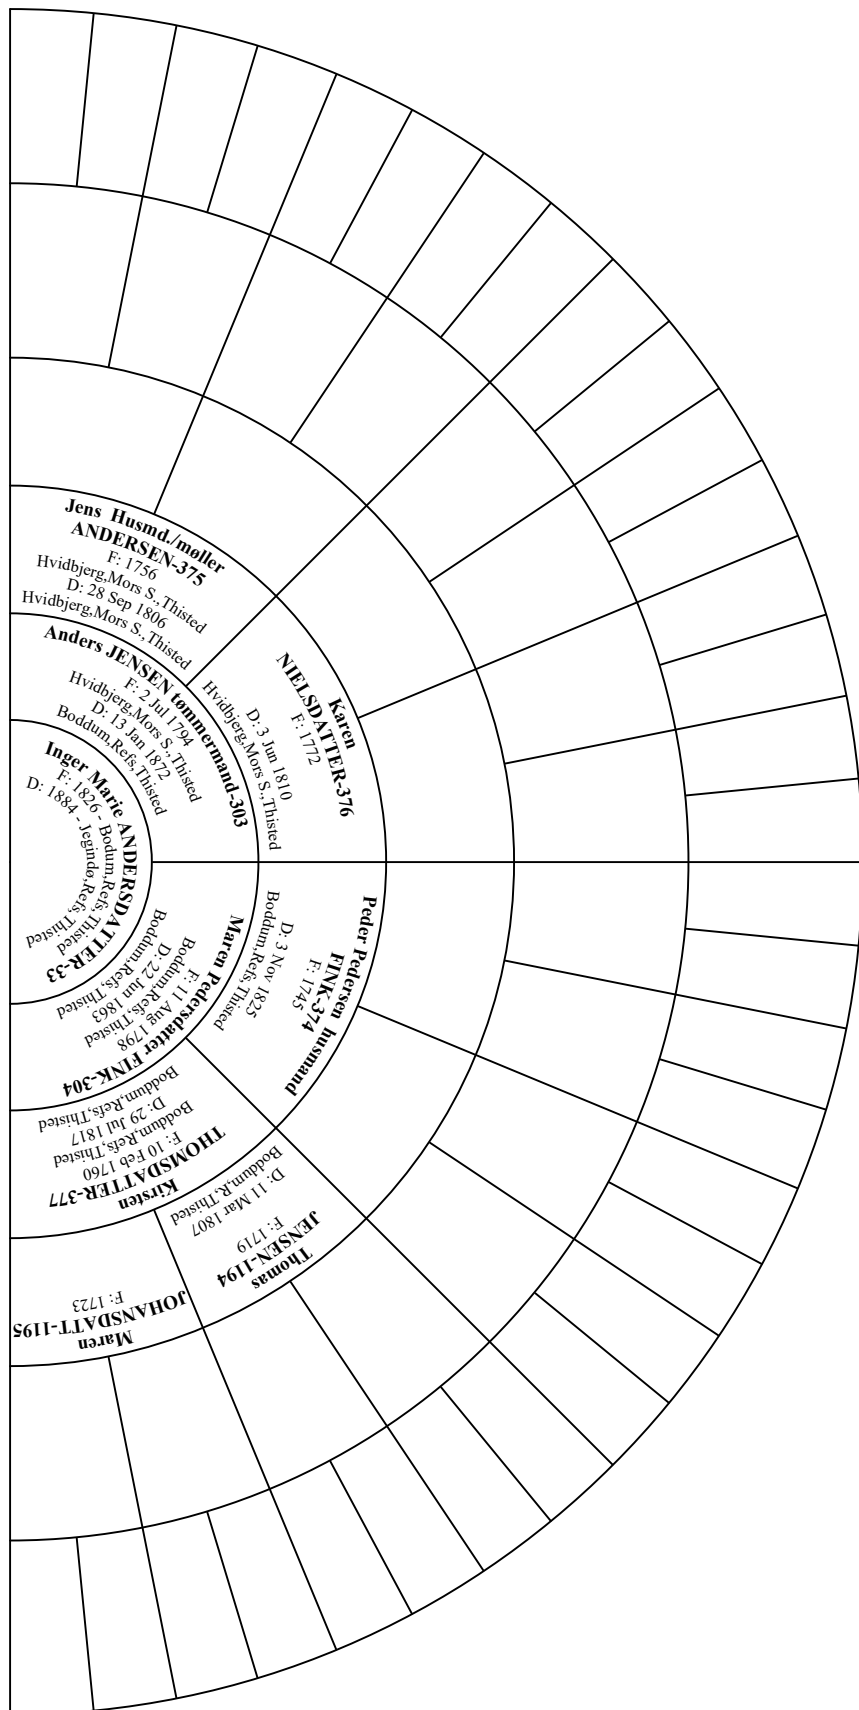 Jens Husmd./møller
ANDERSEN-375
F: 1756
Hvidbjerg,Mors S.,Thisted
D: 28 Sep 1806
Hvidbjerg,Mors S.,Thisted
Anders JENSEN tømmermand-303
F: 2 Jul 1794
Hvidbjerg,Mors S.,Thisted
D: 13 Jan 1872
Boddum,Refs,Thisted
Inger Marie ANDERSDATTER-33
F: 1826 - Bodum,Refs,Thisted
D: 1884 - Jegindø,Refs,Thisted
Karen
NIELSDATTER-376
F: 1772
D: 3 Jun 1810
Hvidbjerg,Mors S.,Thisted
Maren Pedersdatter FINK-304
F: 11 Aug 1798
Boddum,Refs,Thisted
D: 22 Jun 1863
Boddum,Refs,Thisted
Peder Pedersen husmand
FINK-374
F: 1745
D: 3 Nov 1825
Boddum,Refs,Thisted
Kirsten
THOMSDATTER-377
F: 10 Feb 1760
Boddum,Refs,Thisted
D: 29 Jul 1817
Boddum,Refs,Thisted
Thomas
JENSEN-1194
F: 1719
D: 11 Mar 1807
Boddum,R,Thisted
Maren
JOHANSDATT-1195
F: 1723